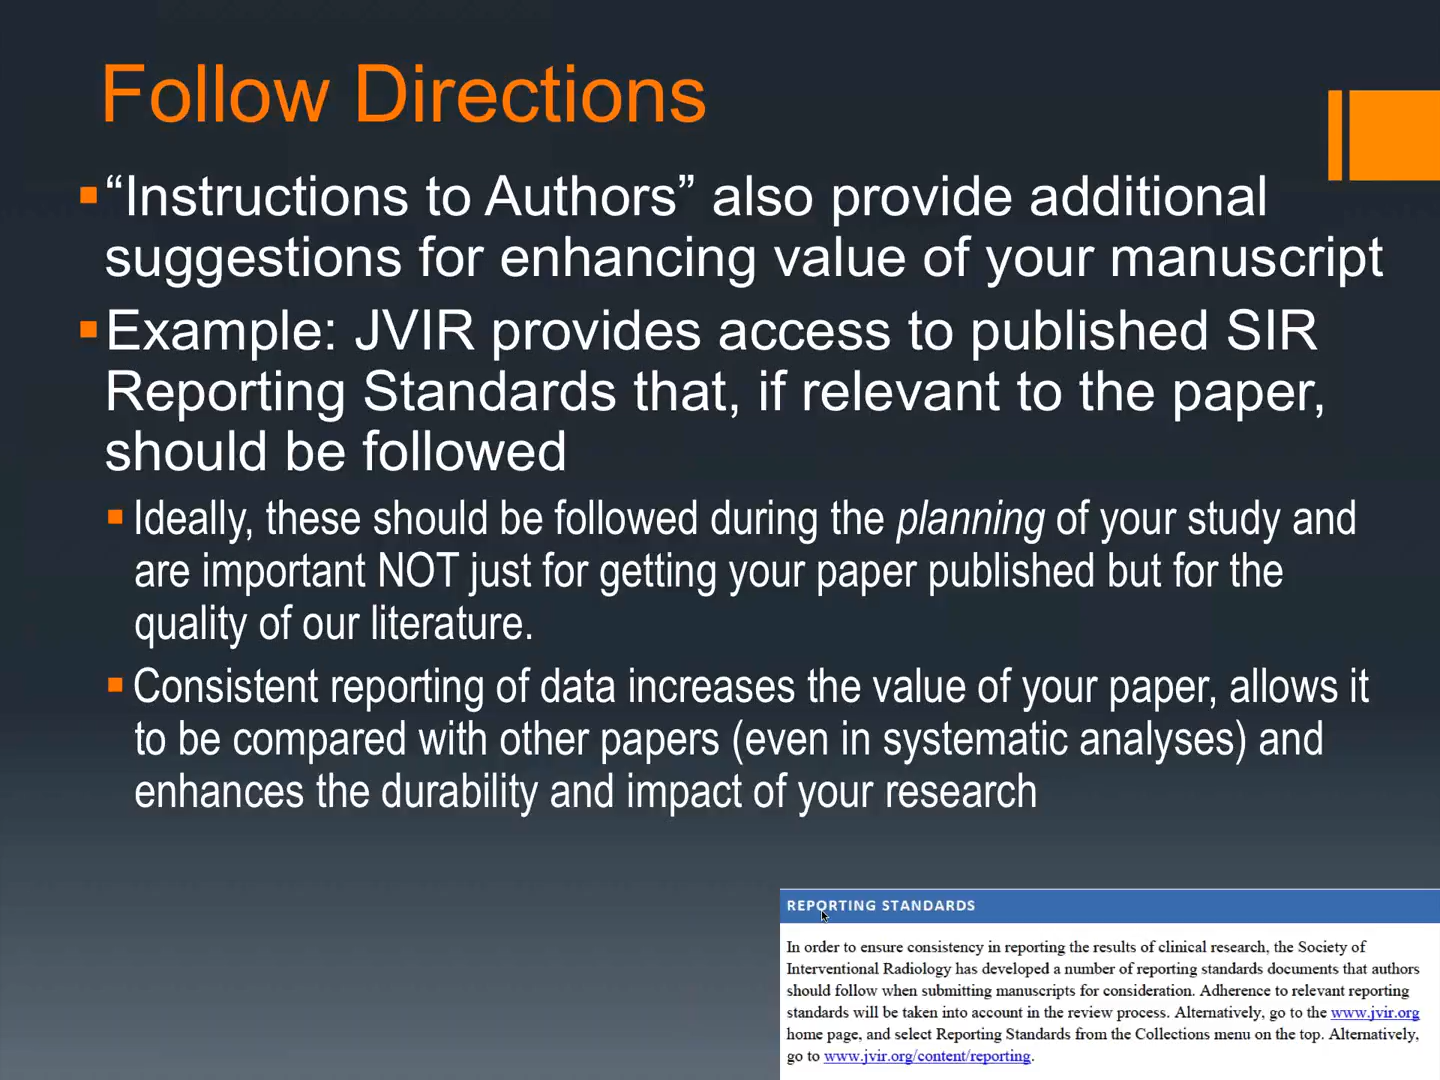 Follow Directions
“Instructions to Authors” also provide additional
suggestions for enhancing value of your manuscript
Example: JVIR provides access to published SIR
Reporting Standards that, if relevant to the paper,
should be followed
Ideally, these should be followed during the planning of your study and
are important NOT just for getting your paper published but for the
quality of our literature.
Consistent reporting of data increases the value of your paper, allows it
to be compared with other papers (even in systematic analyses) and
enhances the durability and impact of your research
REPORTING STANDARDS
In order to ensure consistency in reporting the results of clinical research, the Society of
Interventional Radiology has developed a number of reporting standards documents that authors
should follow when submitting manuscripts for consideration. Adherence to relevant reporting
standards will be taken into account in the review process. Alternatively, go to the www.jvir.org
home page, and select Reporting Standards from the Collections menu on the top. Alternatively,
go to www.jvir.org/content/reporting.